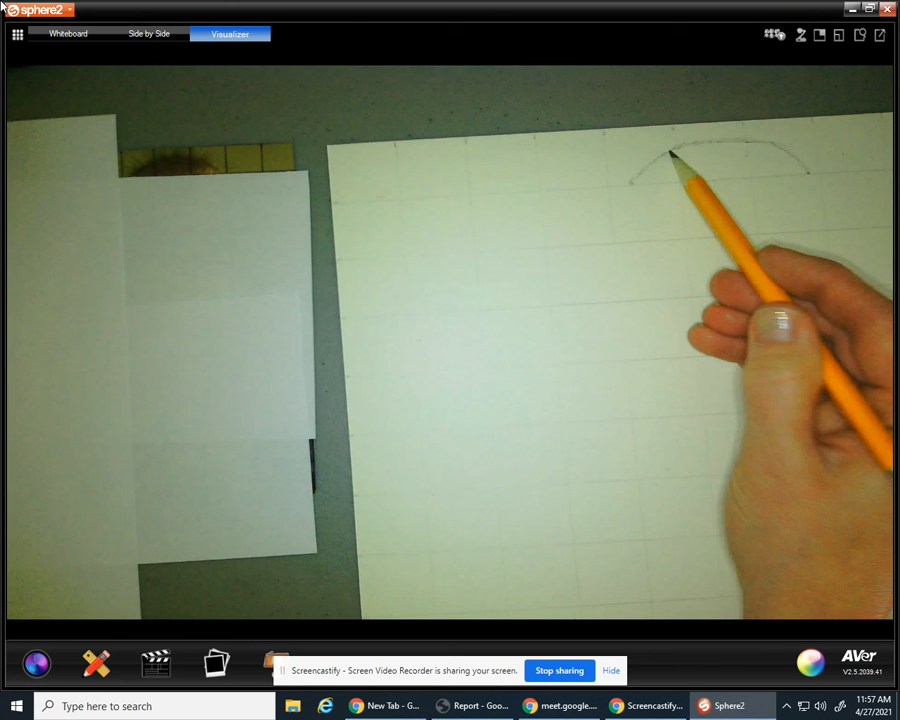 sphere2
Whiteboard
Side by Side
Visualizer
Screencastify - Screen Video Recorder is sharing your screen.
Stop sharing
Hide
AVer
V2.5.2039.41
Type here to search
New Tab - G...
Report - Goo...
meet.google....
Screencastify...
Sphere2
11:57 AM
4/27/2021